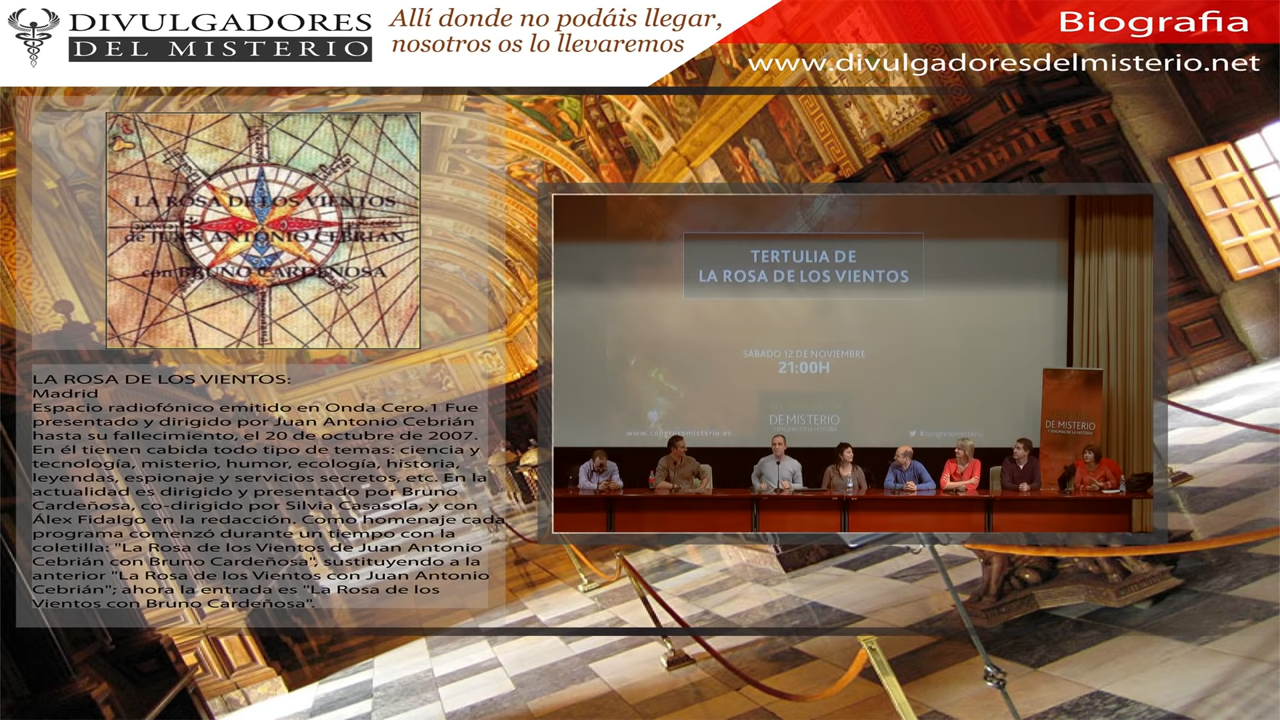 DIVULGADORES
DEL MISTERIO
Allí donde no podáis llegar,
nosotros os lo llevaremos
Biografia
www.divulgadoresdelmisterio.net
LA ROSA DE LOS VIENTOS
de JUAN ANTONIO CEBRIAN
con BRUNO CARDEÑOSA
LA ROSA DE LOS VIENTOS:
Madrid
Espacio radiofónico emitido en Onda Cero.1 Fue
presentado y dirigido por Juan Antonio Cebrián
hasta su fallecimiento, el 20 de octubre de 2007.
En él tienen cabida todo tipo de temas: ciencia y
tecnología, misterio, humor, ecología, historia,
leyendas, espionaje y servicios secretos, etc. En la
actualidad es dirigido y presentado por Bruno
Cardeñosa, co-dirigido por Silvia Casasola, y con
Álex Fidalgo en la redacción. Como homenaje cada
programa comenzó durante un tiempo con la
coletilla: "La Rosa de los Vientos de Juan Antonio
Cebrián con Bruno Cardeñosa", sustituyendo a la
anterior "La Rosa de los Vientos con Juan Antonio
Cebrián"; ahora la entrada es "La Rosa de los
Vientos con Bruno Cardeñosa".
TERTULIA DE
LA ROSA DE LOS VIENTOS
SÁBADO 12 DE NOVIEMBRE
21:00H
DE MISTERIO
www.congresomisterio.es
#congresomisterio
DE MISTERIO